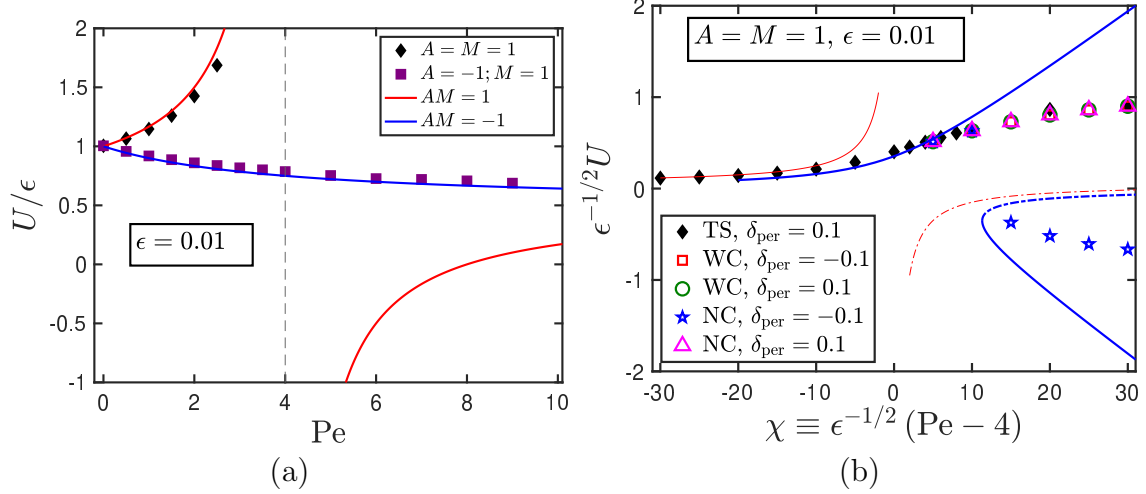 2
1.5
1
0.5
0
-0.5
-1
0
2
4
6
8
10
U/ϵ
Pe
A = M = 1
A = −1; M = 1
AM = 1
AM = −1
ϵ = 0.01
(a)
2
1
0
-1
-2
-30
-20
-10
0
10
20
30
ϵ^{-1/2}U
χ ≡ ϵ^{-1/2} (Pe − 4)
A = M = 1, ϵ = 0.01
TS, δ_per = 0.1
WC, δ_per = −0.1
WC, δ_per = 0.1
NC, δ_per = −0.1
NC, δ_per = 0.1
(b)